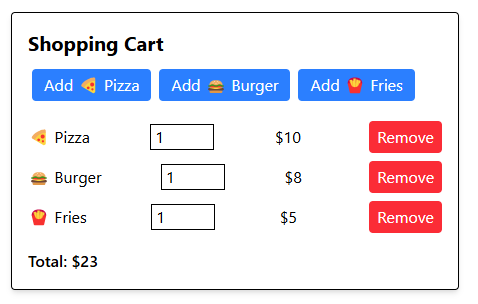 Shopping Cart
Add 🍕 Pizza Add 🍔 Burger Add 🍟 Fries
🍕 Pizza 1 $10 Remove
🍔 Burger 1 $8 Remove
🍟 Fries 1 $5 Remove
Total: $23